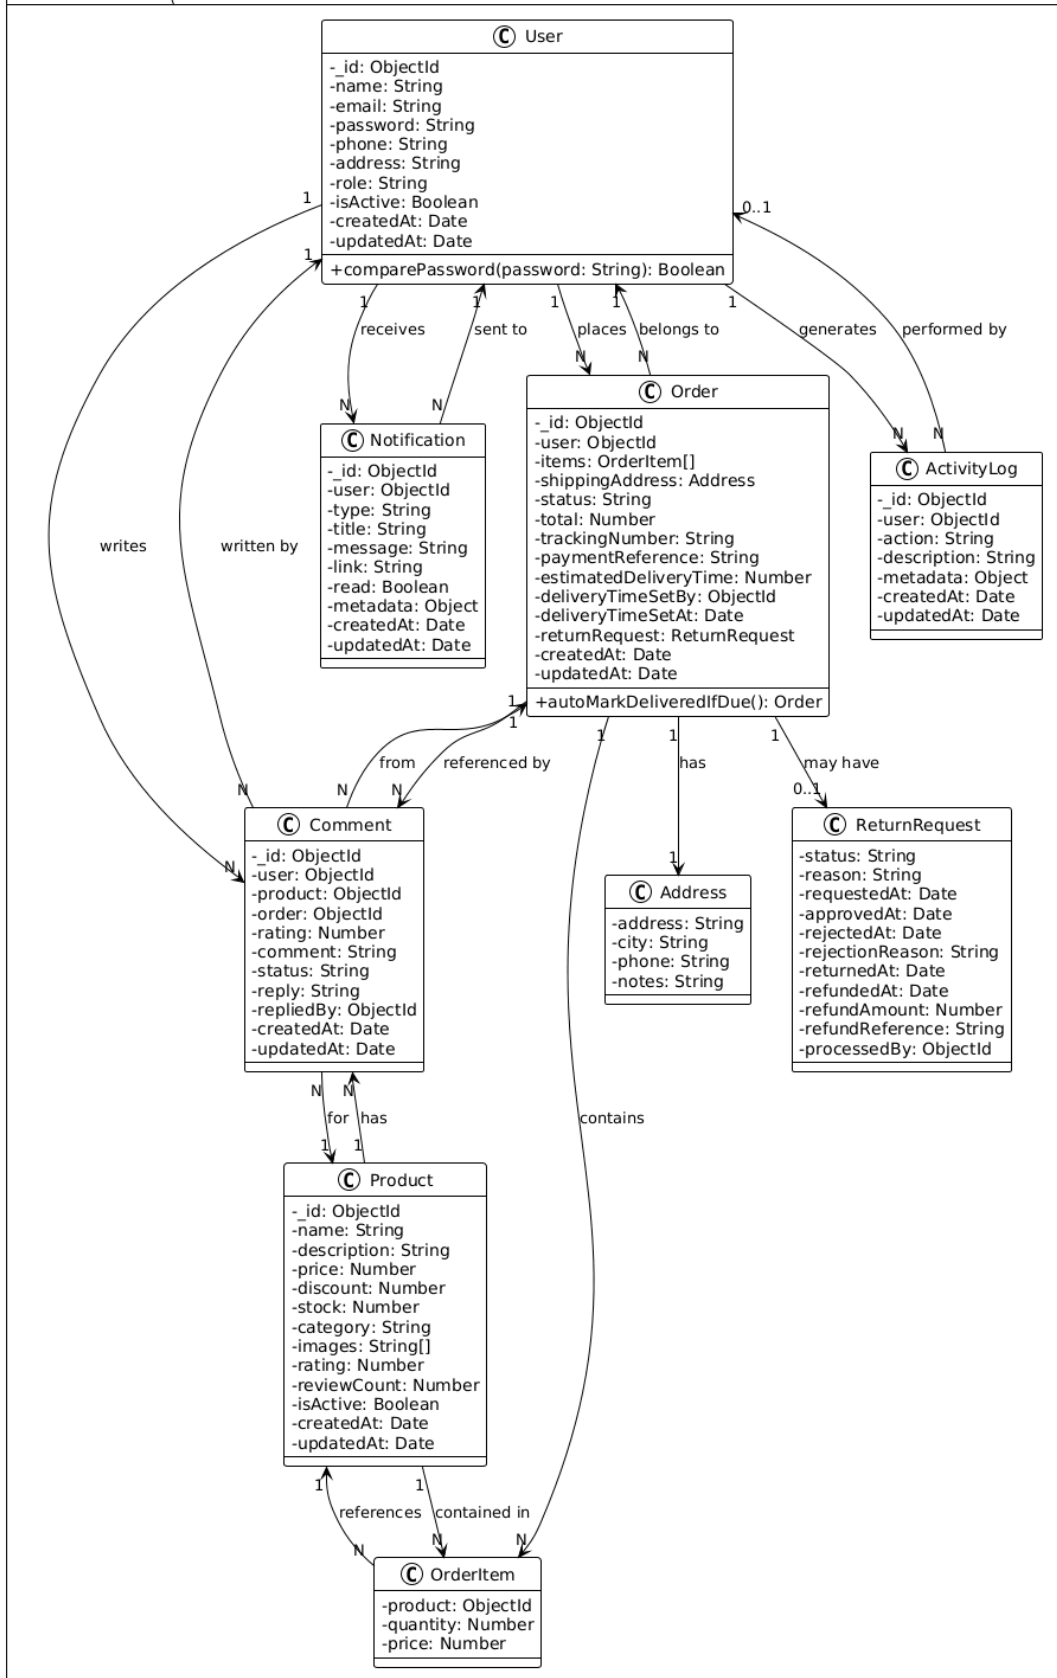 C User
-_id: ObjectId
-name: String
-email: String
-password: String
-phone: String
-address: String
-role: String
-isActive: Boolean
-createdAt: Date
-updatedAt: Date
+comparePassword(password: String): Boolean
1
1
0..1
1
1
1
1
1
receives
sent to
places
belongs to
generates
performed by
N
N
N
N
N
N
writes
written by
C Notification
-_id: ObjectId
-user: ObjectId
-type: String
-title: String
-message: String
-link: String
-read: Boolean
-metadata: Object
-createdAt: Date
-updatedAt: Date
C Order
-_id: ObjectId
-user: ObjectId
-items: OrderItem[]
-shippingAddress: Address
-status: String
-total: Number
-trackingNumber: String
-paymentReference: String
-estimatedDeliveryTime: Number
-deliveryTimeSetBy: ObjectId
-deliveryTimeSetAt: Date
-returnRequest: ReturnRequest
-createdAt: Date
-updatedAt: Date
+autoMarkDeliveredIfDue(): Order
C ActivityLog
-_id: ObjectId
-user: ObjectId
-action: String
-description: String
-metadata: Object
-createdAt: Date
-updatedAt: Date
1
1
1
1
1
from
referenced by
has
may have
N
N
N
N
1
0..1
C Comment
-_id: ObjectId
-user: ObjectId
-product: ObjectId
-order: ObjectId
-rating: Number
-comment: String
-status: String
-reply: String
-repliedBy: ObjectId
-createdAt: Date
-updatedAt: Date
C Address
-address: String
-city: String
-phone: String
-notes: String
C ReturnRequest
-status: String
-reason: String
-requestedAt: Date
-approvedAt: Date
-rejectedAt: Date
-rejectionReason: String
-returnedAt: Date
-refundedAt: Date
-refundAmount: Number
-refundReference: String
-processedBy: ObjectId
N
N
for
has
contains
1
1
C Product
-_id: ObjectId
-name: String
-description: String
-price: Number
-discount: Number
-stock: Number
-category: String
-images: String[]
-rating: Number
-reviewCount: Number
-isActive: Boolean
-createdAt: Date
-updatedAt: Date
1
1
references
contained in
N
N
N
C OrderItem
-product: ObjectId
-quantity: Number
-price: Number